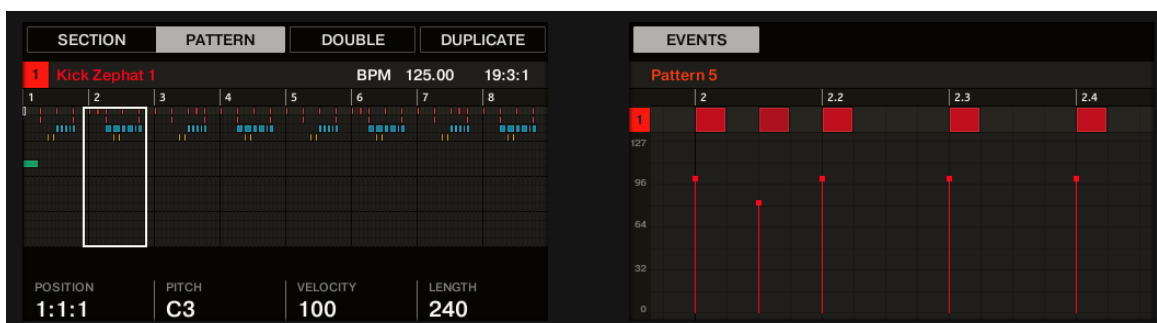 SECTION PATTERN DOUBLE DUPLICATE
1 Kick Zephat 1 BPM 125.00 19:3:1
1 2 3 4 5 6 7 8
POSITION PITCH VELOCITY LENGTH
1:1:1 C3 100 240
EVENTS
Pattern 5
2 2.2 2.3 2.4
1
127
96
64
32
0